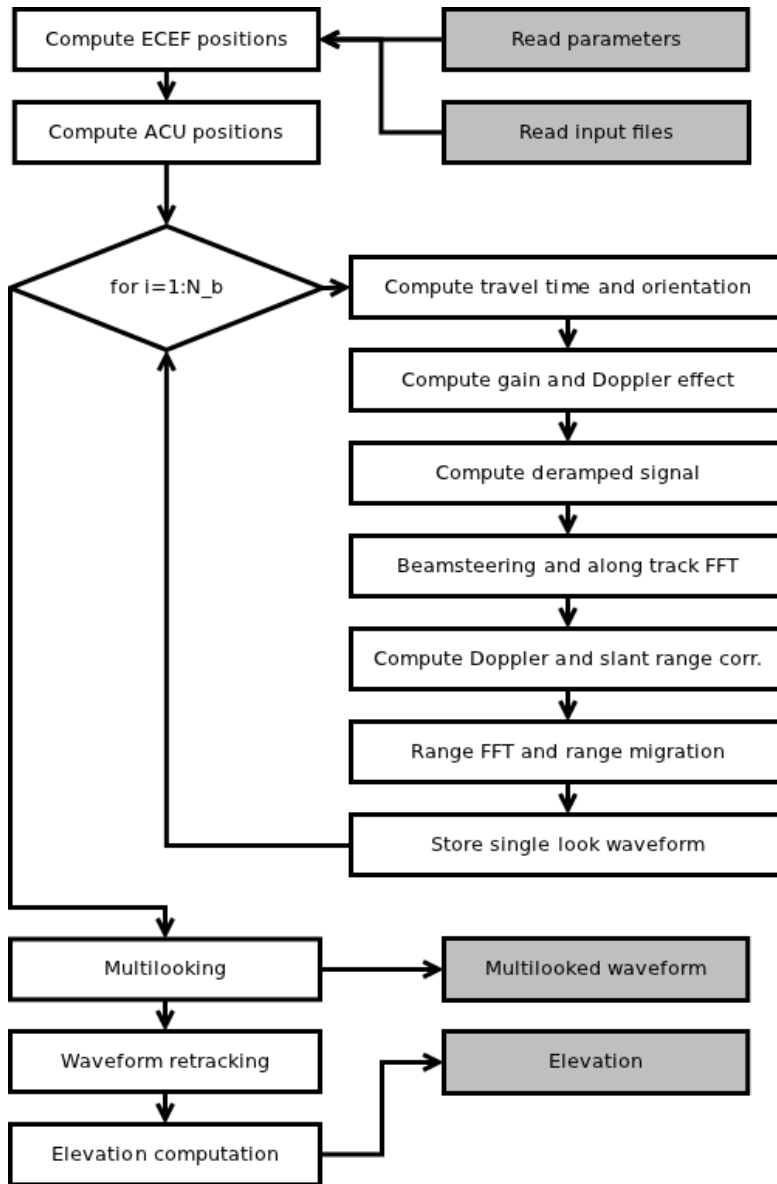 Compute ECEF positions
Read parameters
Compute ACU positions
Read input files
for i=1:N_b
Compute travel time and orientation
Compute gain and Doppler effect
Compute deramped signal
Beamsteering and along track FFT
Compute Doppler and slant range corr.
Range FFT and range migration
Store single look waveform
Multilooking
Multilooked waveform
Waveform retracking
Elevation
Elevation computation